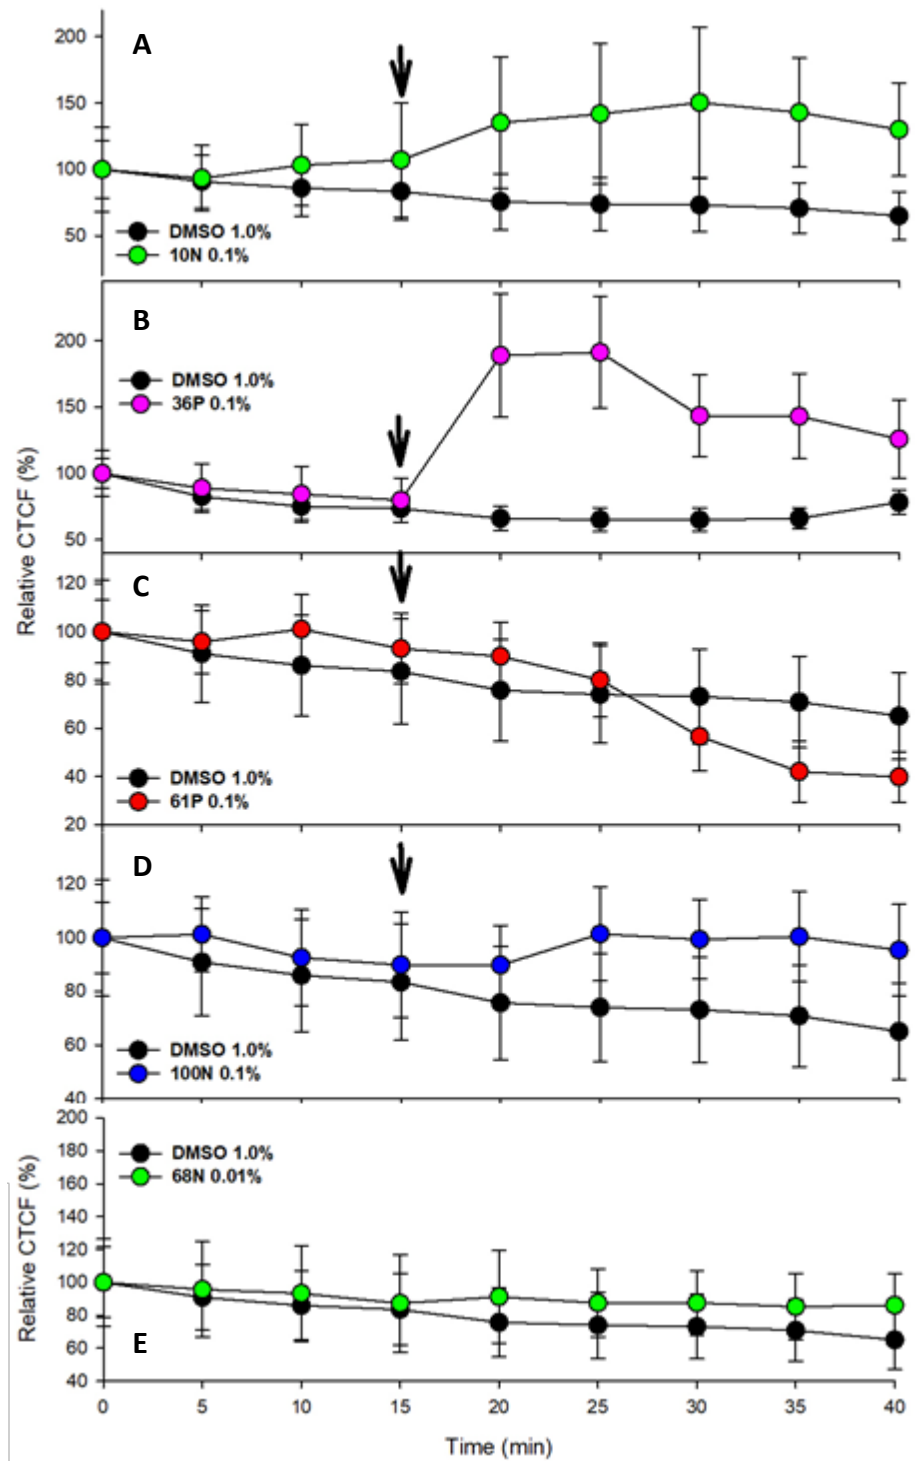 A
200
150
100
50
DMSO 1.0%
10N 0.1%
B
200
150
100
50
DMSO 1.0%
36P 0.1%
Relative CTCF (%)
C
120
100
80
60
40
20
DMSO 1.0%
61P 0.1%
D
120
100
80
60
40
DMSO 1.0%
100N 0.1%
200
180
160
140
120
100
80
60
40
DMSO 1.0%
68N 0.01%
Relative CTCF (%)
E
0 5 10 15 20 25 30 35 40
Time (min)